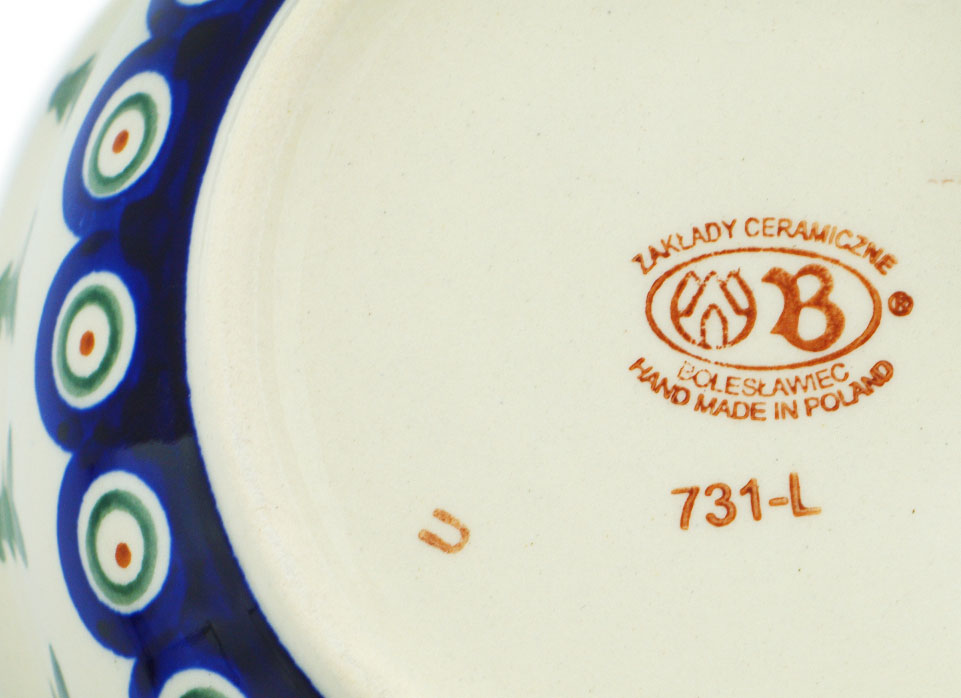 ZAKŁADY CERAMICZNE
B
®
BOLESŁAWIEC
HAND MADE IN POLAND
731-L
U